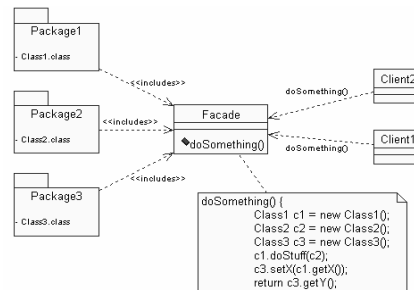 Package1
- Class1.class
<<includes>>
Package2
- Class2.class
<<includes>>
Package3
- Class3.class
<<includes>>
Facade
doSomething()
Client2
doSomething()
Client1
doSomething()
doSomething() {
Class1 c1 = new Class1();
Class2 c2 = new Class2();
Class3 c3 = new Class3();
c1.doStuff(c2);
c3.setX(c1.getX());
return c3.getY();